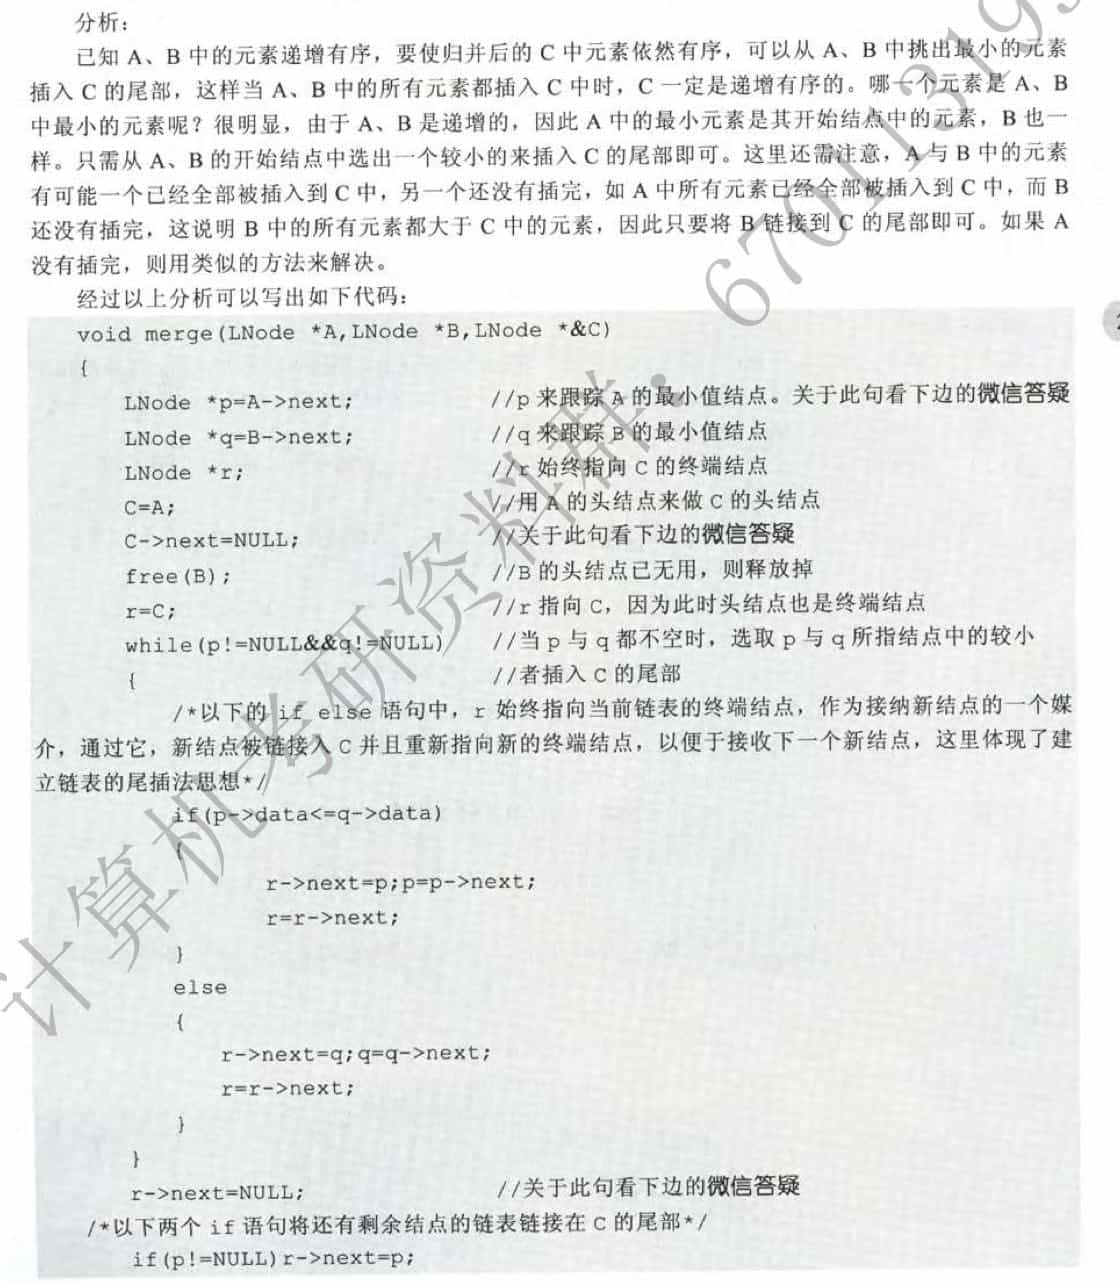 分析：
已知 A、B 中的元素递增有序，要使归并后的 C 中元素依然有序，可以从 A、B 中挑出最小的元素
插入 C 的尾部，这样当 A、B 中的所有元素都插入 C 中时，C 一定是递增有序的。哪一个元素是 A、B
中最小的元素呢？很明显，由于 A、B 是递增的，因此 A 中的最小元素是其开始结点中的元素，B 也一
样。只需从 A、B 的开始结点中选出一个较小的来插入 C 的尾部即可。这里还需注意，A 与 B 中的元素
有可能一个已经全部被插入到 C 中，另一个还没有插完，如 A 中所有元素已经全部被插入到 C 中，而 B
还没有插完，这说明 B 中的所有元素都大于 C 中的元素，因此只要将 B 链接到 C 的尾部即可。如果 A
没有插完，则用类似的方法来解决。
经过以上分析可以写出如下代码：
void merge(LNode *A,LNode *B,LNode *&C)
{
LNode *p=A->next; //p 来跟踪 A 的最小值结点。关于此句看下边的微信答疑
LNode *q=B->next; //q 来跟踪 B 的最小值结点
LNode *r; //r 始终指向 C 的终端结点
C=A; //用 A 的头结点来做 C 的头结点
C->next=NULL; //关于此句看下边的微信答疑
free(B); //B 的头结点已无用，则释放掉
r=C; //r 指向 C，因为此时头结点也是终端结点
while(p!=NULL&&q!=NULL) //当 p 与 q 都不空时，选取 p 与 q 所指结点中的较小
{ //者插入 C 的尾部
/*以下的 if else 语句中，r 始终指向当前链表的终端结点，作为接纳新结点的一个媒
介，通过它，新结点被链接入 C 并且重新指向新的终端结点，以便于接收下一个新结点，这里体现了建
立链表的尾插法思想*/
if(p->data<=q->data)
{
r->next=p;p=p->next;
r=r->next;
}
else
{
r->next=q;q=q->next;
r=r->next;
}
}
r->next=NULL; //关于此句看下边的微信答疑
/*以下两个 if 语句将还有剩余结点的链表链接在 C 的尾部*/
if(p!=NULL)r->next=p;
计算机考研资料群：